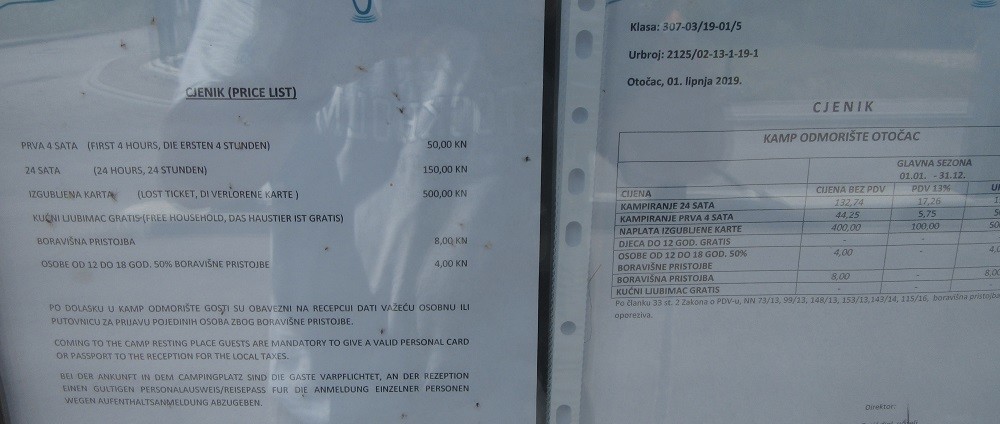 CJENIK (PRICE LIST)
PRVA 4 SATA (FIRST 4 HOURS, DIE ERSTEN 4 STUNDEN) 50,00 KN
24 SATA (24 HOURS, 24 STUNDEN) 150,00 KN
IZGUBLJENA KARTA (LOST TICKET, DI VERLORENE KARTE ) 500,00 KN
KUĆNI LJUBIMAC GRATIS (FREE HOUSEHOLD, DAS HAUSTIER IST GRATIS)
BORAVIŠNA PRISTOJBA 8,00 KN
OSOBE OD 12 DO 18 GOD. 50% BORAVIŠNE PRISTOJBE 4,00 KN
PO DOLASKU U KAMP ODMORIŠTE GOSTI SU OBAVEZNI NA RECEPCIJI DATI VAŽEĆU OSOBNU ILI
PUTOVNICU ZA PRIJAVU POJEDINIH OSOBA ZBOG BORAVIŠNE PRISTOJBE.
COMING TO THE CAMP RESTING PLACE GUESTS ARE MANDATORY TO GIVE A VALID PERSONAL CARD
OR PASSPORT TO THE RECEPTION FOR THE LOCAL TAXES.
BEI DER ANKUNFT IN DEM CAMPINGPLATZ SIND DIE GASTE VARPFLICHTET, AN DER REZEPTION
EINEN GULTIGEN PERSONALAUSWEIS/REISEPASS FUR DIE ANMELDUNG EINZELNER PERSONEN
WEGEN AUFENTHALTSANMELDUNG ABZUGEBEN.
Klasa: 307-03/19-01/5
Urbroj: 2125/02-13-1-19-1
Otočac, 01. lipnja 2019.
CJENIK
KAMP ODMORIŠTE OTOČAC
GLAVNA SEZONA
01.01. - 31.12.
CIJENA CIJENA BEZ PDV PDV 13%
KAMPIRANJE 24 SATA 132,74 17,26
KAMPIRANJE PRVA 4 SATA 44,25 5,75
NAPLATA IZGUBLJENE KARTE 400,00 100,00
DJECA DO 12 GOD. GRATIS - -
OSOBE OD 12 DO 18 GOD. 50% 4,00 -
BORAVIŠNE PRISTOJBE
BORAVIŠNA PRISTOJBA 8,00 - 8,00
KUĆNI LJUBIMAC GRATIS - -
Po članku 33 st. 2 Zakona o PDV-u, NN 73/13, 99/13, 148/13, 153/13,143/14, 115/16, boravišna pristojba
oporeziva.
Direktor: